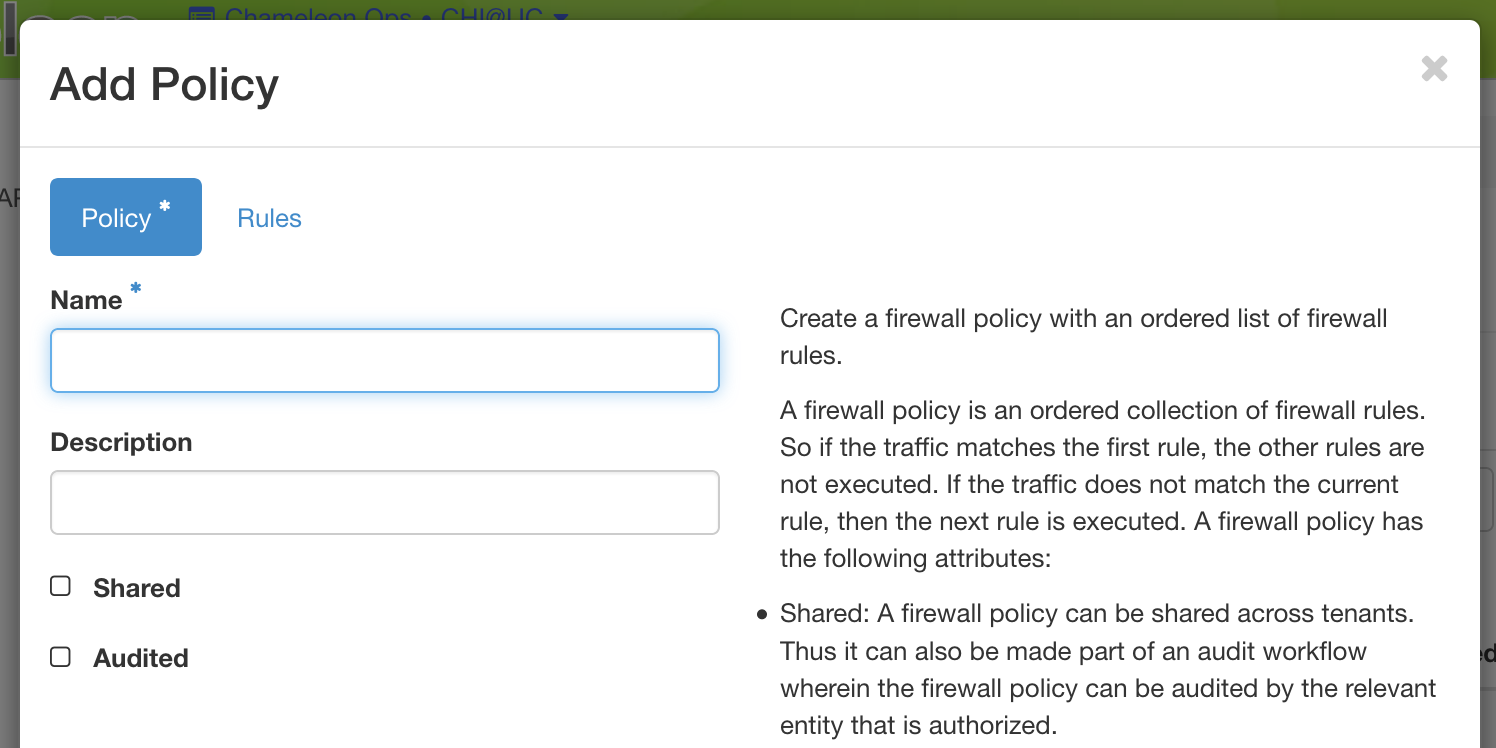 Chameleon Ops • CHI@UC
Add Policy
Policy *
Rules
Name *
Description
Shared
Audited
Create a firewall policy with an ordered list of firewall
rules.
A firewall policy is an ordered collection of firewall rules.
So if the traffic matches the first rule, the other rules are
not executed. If the traffic does not match the current
rule, then the next rule is executed. A firewall policy has
the following attributes:
• Shared: A firewall policy can be shared across tenants.
Thus it can also be made part of an audit workflow
wherein the firewall policy can be audited by the relevant
entity that is authorized.